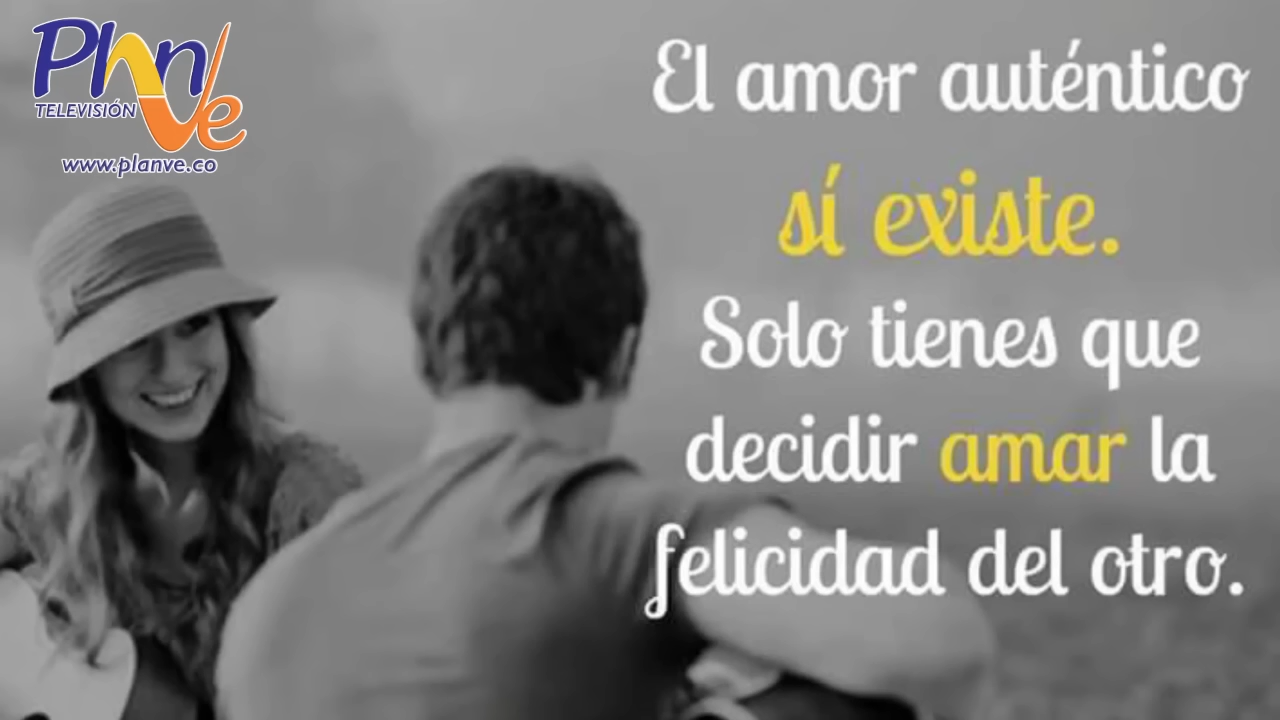 PlanVe
TELEVISIÓN
www.planve.co
El amor auténtico
sí existe.
Solo tienes que
decidir amar la
felicidad del otro.